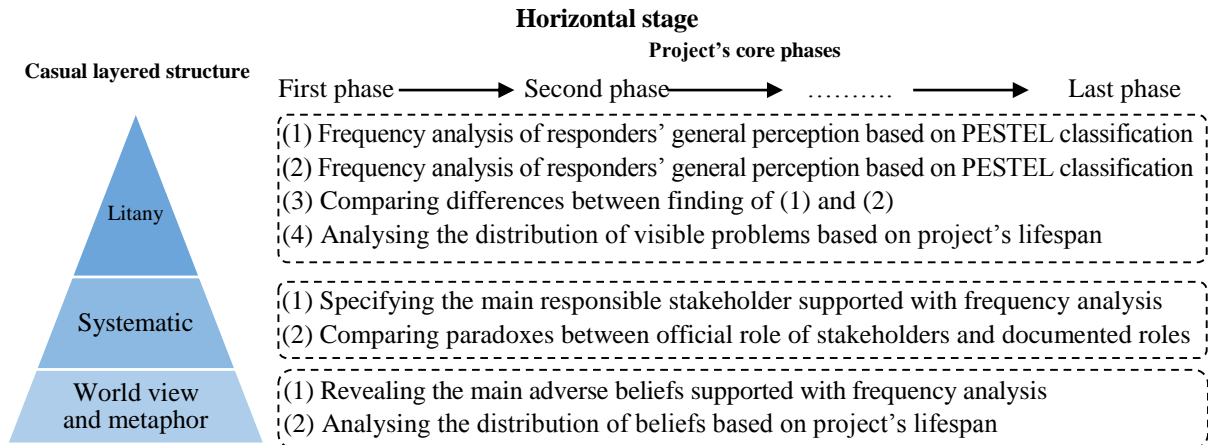 Horizontal stage
Project’s core phases
Casual layered structure
First phase Second phase ………. Last phase
Litany
(1) Frequency analysis of responders’ general perception based on PESTEL classification
(2) Frequency analysis of responders’ general perception based on PESTEL classification
(3) Comparing differences between finding of (1) and (2)
(4) Analysing the distribution of visible problems based on project’s lifespan
Systematic
(1) Specifying the main responsible stakeholder supported with frequency analysis
(2) Comparing paradoxes between official role of stakeholders and documented roles
World view
and metaphor
(1) Revealing the main adverse beliefs supported with frequency analysis
(2) Analysing the distribution of beliefs based on project’s lifespan